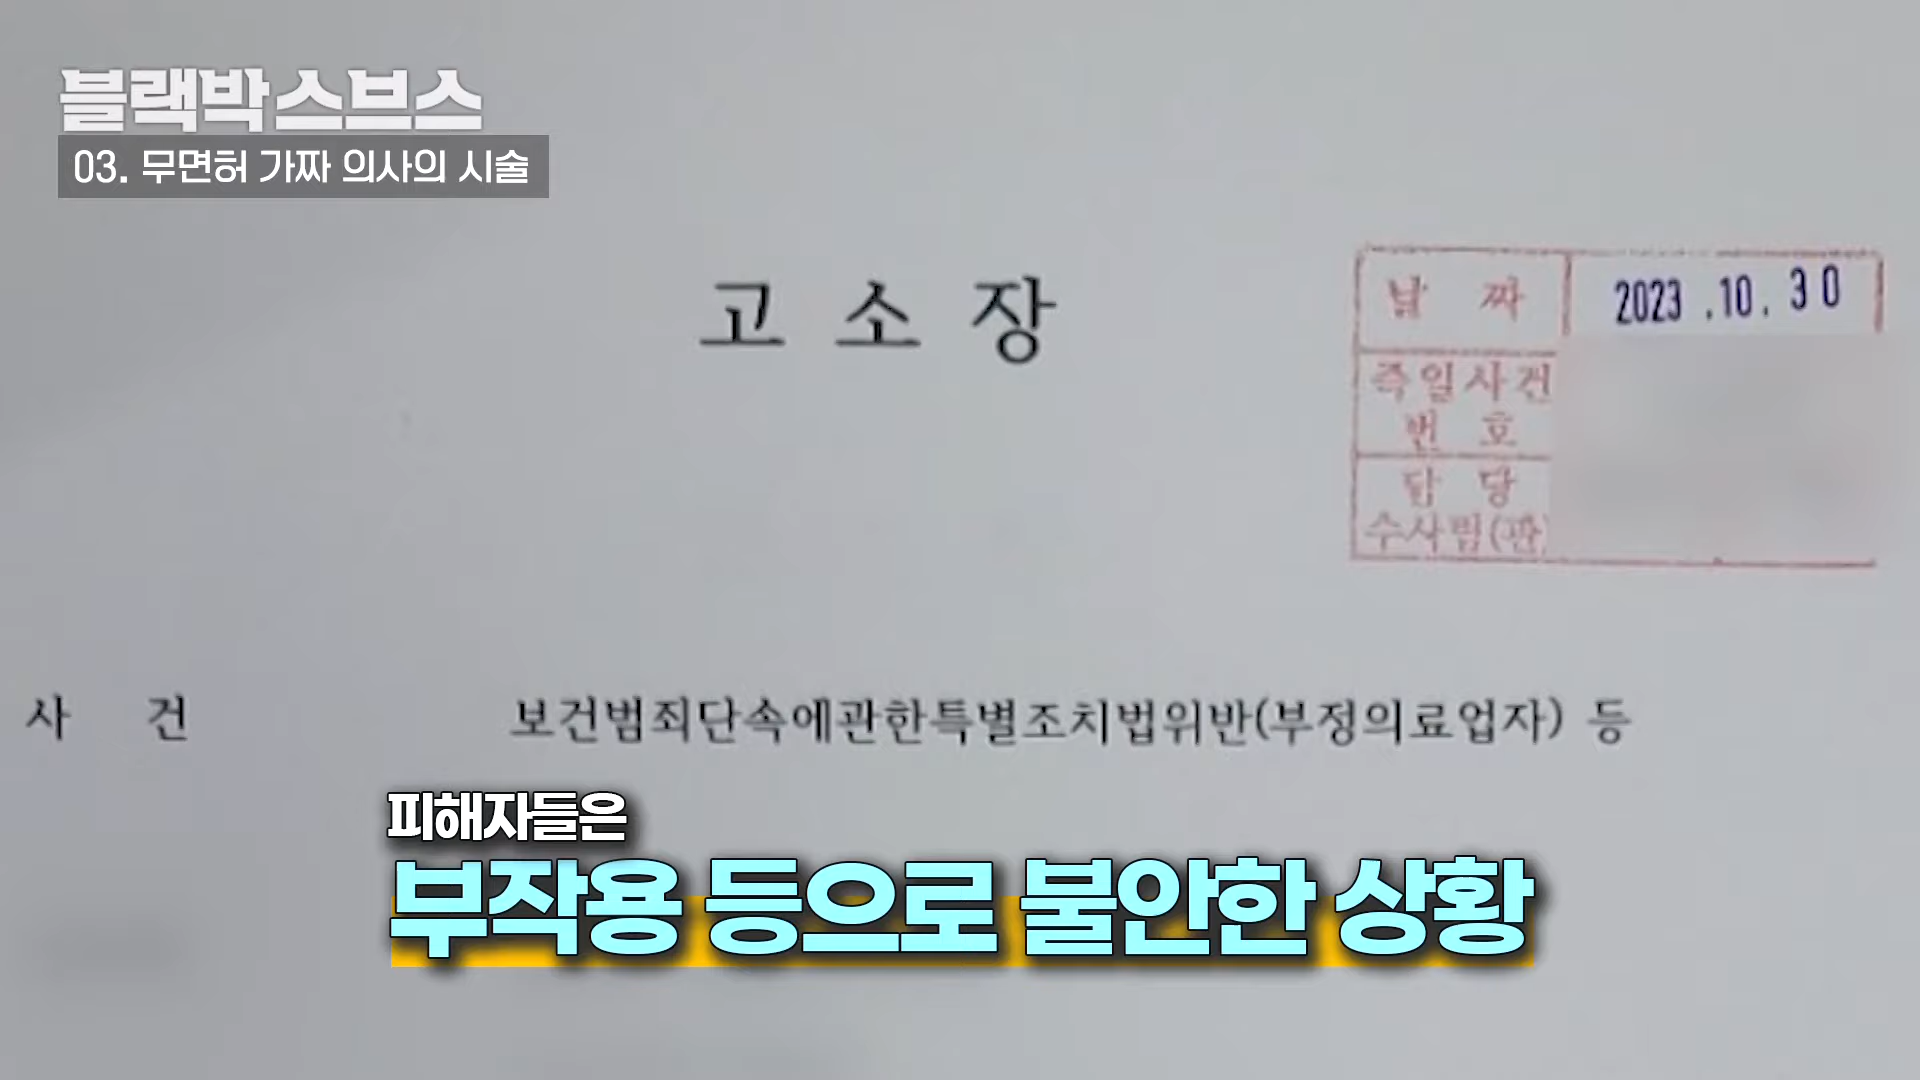 블랙박스브스
03. 무면허 가짜 의사의 시술
고 소 장
날 짜 2023 .10. 30
즉일사건
번 호
담 당
수사팀(관)
사 건 보건범죄단속에관한특별조치법위반(부정의료업자) 등
피해자들은
부작용 등으로 불안한 상황